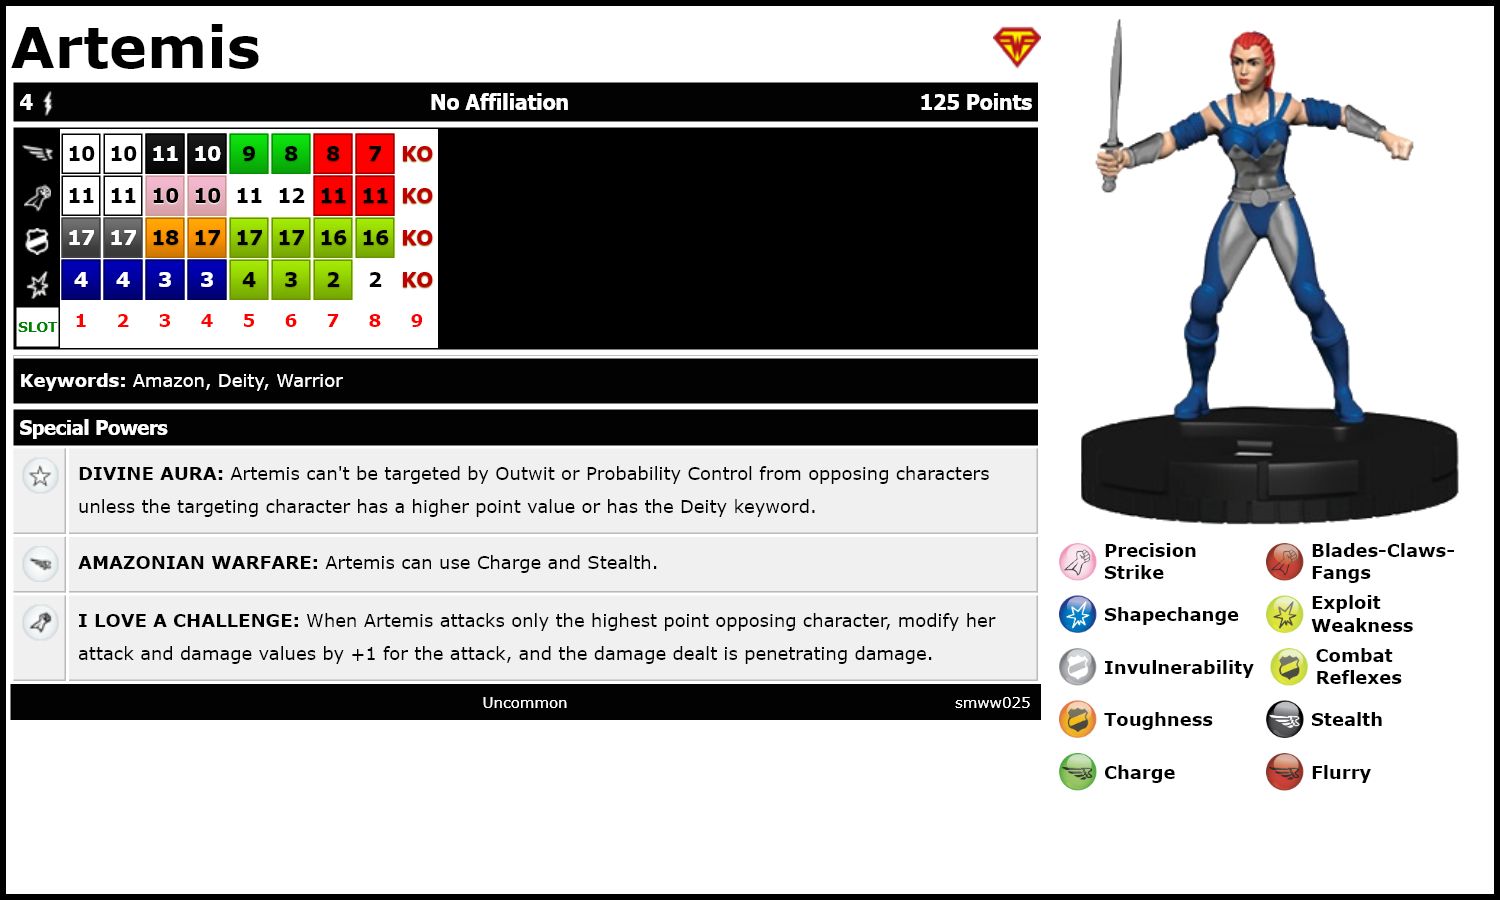 Artemis
4 No Affiliation 125 Points
10 10 11 10 9 8 8 7 KO
11 11 10 10 11 12 11 11 KO
17 17 18 17 17 17 16 16 KO
4 4 3 3 4 3 2 2 KO
SLOT 1 2 3 4 5 6 7 8 9
Keywords: Amazon, Deity, Warrior
Special Powers
DIVINE AURA: Artemis can't be targeted by Outwit or Probability Control from opposing characters
unless the targeting character has a higher point value or has the Deity keyword.
AMAZONIAN WARFARE: Artemis can use Charge and Stealth.
I LOVE A CHALLENGE: When Artemis attacks only the highest point opposing character, modify her
attack and damage values by +1 for the attack, and the damage dealt is penetrating damage.
Uncommon smww025
Precision
Strike
Blades-Claws-
Fangs
Shapechange
Exploit
Weakness
Invulnerability
Combat
Reflexes
Toughness
Stealth
Charge
Flurry